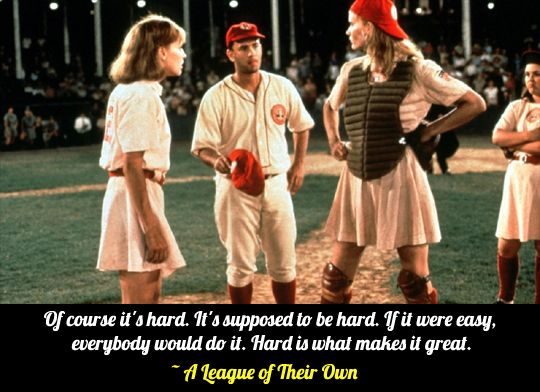 Of course it's hard. It's supposed to be hard. If it were easy,
everybody would do it. Hard is what makes it great.
~ A League of Their Own